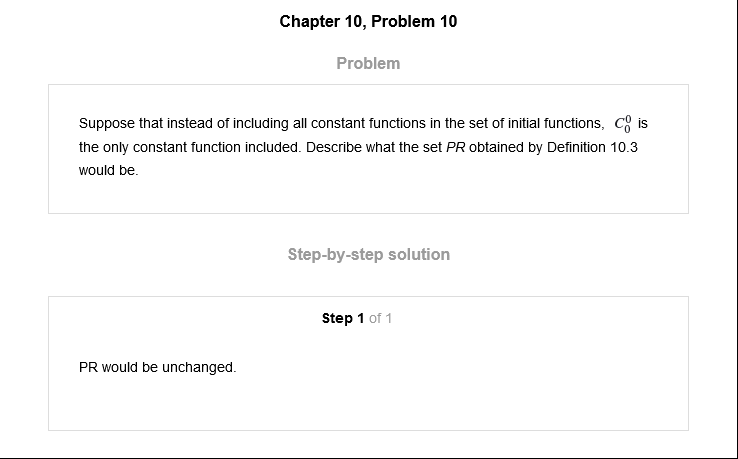 Chapter 10, Problem 10
Problem
Suppose that instead of including all constant functions in the set of initial functions, C₀⁰ is
the only constant function included. Describe what the set PR obtained by Definition 10.3
would be.
Step-by-step solution
Step 1 of 1
PR would be unchanged.